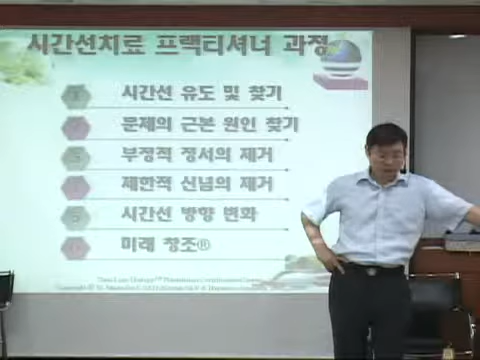 시간선치료 프랙티셔너 과정
시간선 유도 및 찾기
문제의 근본 원인 찾기
부정적 정서의 제거
제한적 신념의 제거
시간선 방향 변화
미래 창조®